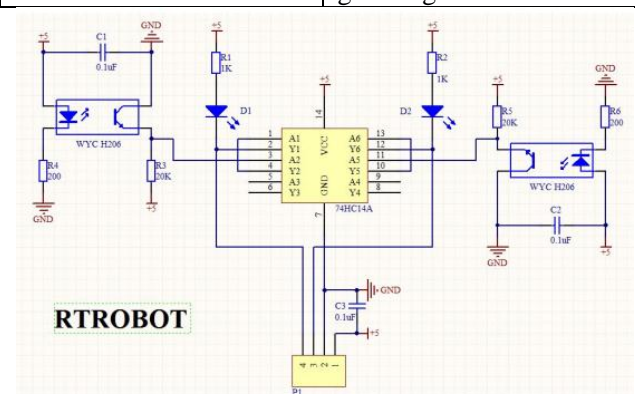 GND
+5
C1
0.1uF
WYC H206
R4
200
GND
R3
20K
+5
+5
R1
1K
D1
+5
14
VCC
GND
7
1 A1
2 Y1
3 A2
4 Y2
5 A3
6 Y3
A6 13
Y6 12
A5 11
Y5 10
A4 9
Y4 8
74HC14A
+5
R2
1K
D2
+5
R5
20K
GND
R6
200
WYC H206
C2
0.1uF
GND
+5
GND
C3
0.1uF
+5
RTROBOT
4 3 2 1
P1